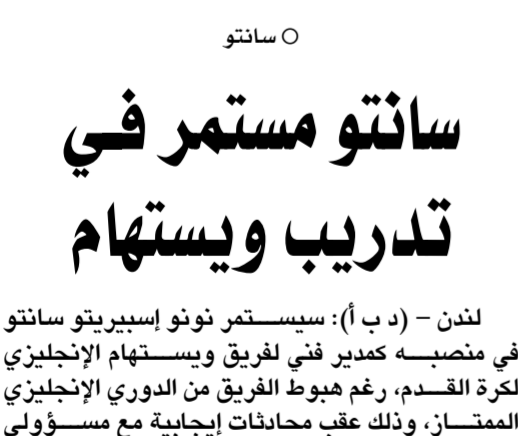 ○ سانتو
سانتو مستمر في
تدريب ويستهام
لندن – (د ب أ): سيستمر نونو إسبيريتو سانتو
في منصبه كمدير فني لفريق ويستهام الإنجليزي
لكرة القدم، رغم هبوط الفريق من الدوري الإنجليزي
الممتاز، وذلك عقب محادثات إيجابية مع مسؤولي